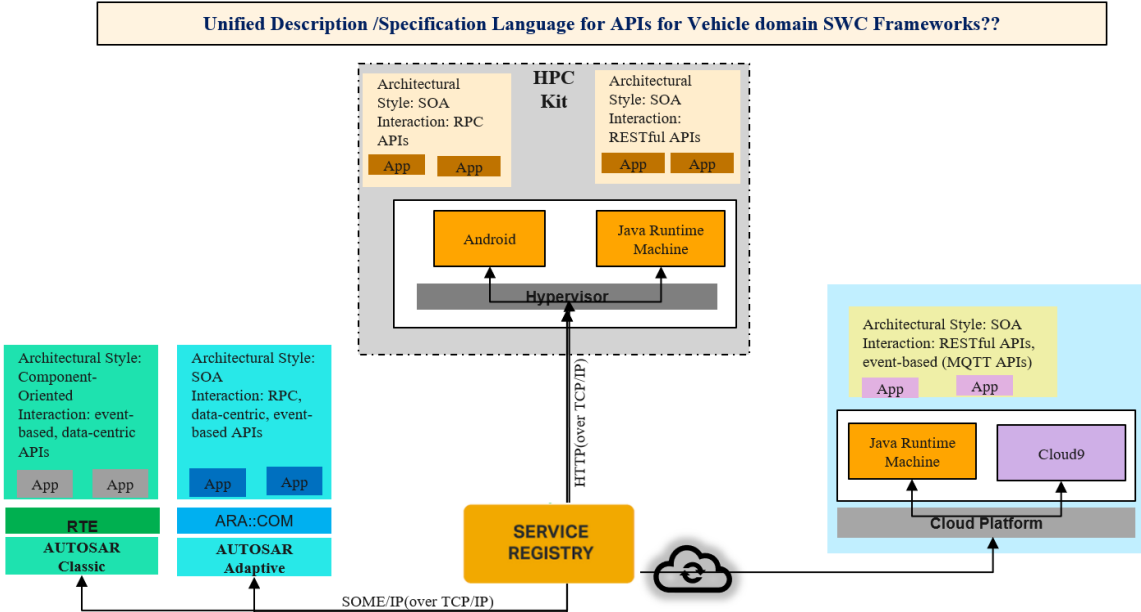 Unified Description /Specification Language for APIs for Vehicle domain SWC Frameworks??
HPC
Kit
Architectural
Style: SOA
Interaction: RPC
APIs
App
App
Architectural
Style: SOA
Interaction:
RESTful APIs
App
App
Android
Java Runtime
Machine
Hypervisor
Architectural Style:
Component-
Oriented
Interaction: event-
based, data-centric
APIs
App
App
RTE
AUTOSAR
Classic
Architectural Style:
SOA
Interaction: RPC,
data-centric, event-
based APIs
App
App
ARA::COM
AUTOSAR
Adaptive
HTTP(over TCP/IP)
SERVICE
REGISTRY
SOME/IP(over TCP/IP)
Architectural Style: SOA
Interaction: RESTful APIs,
event-based (MQTT APIs)
App
App
Java Runtime
Machine
Cloud9
Cloud Platform